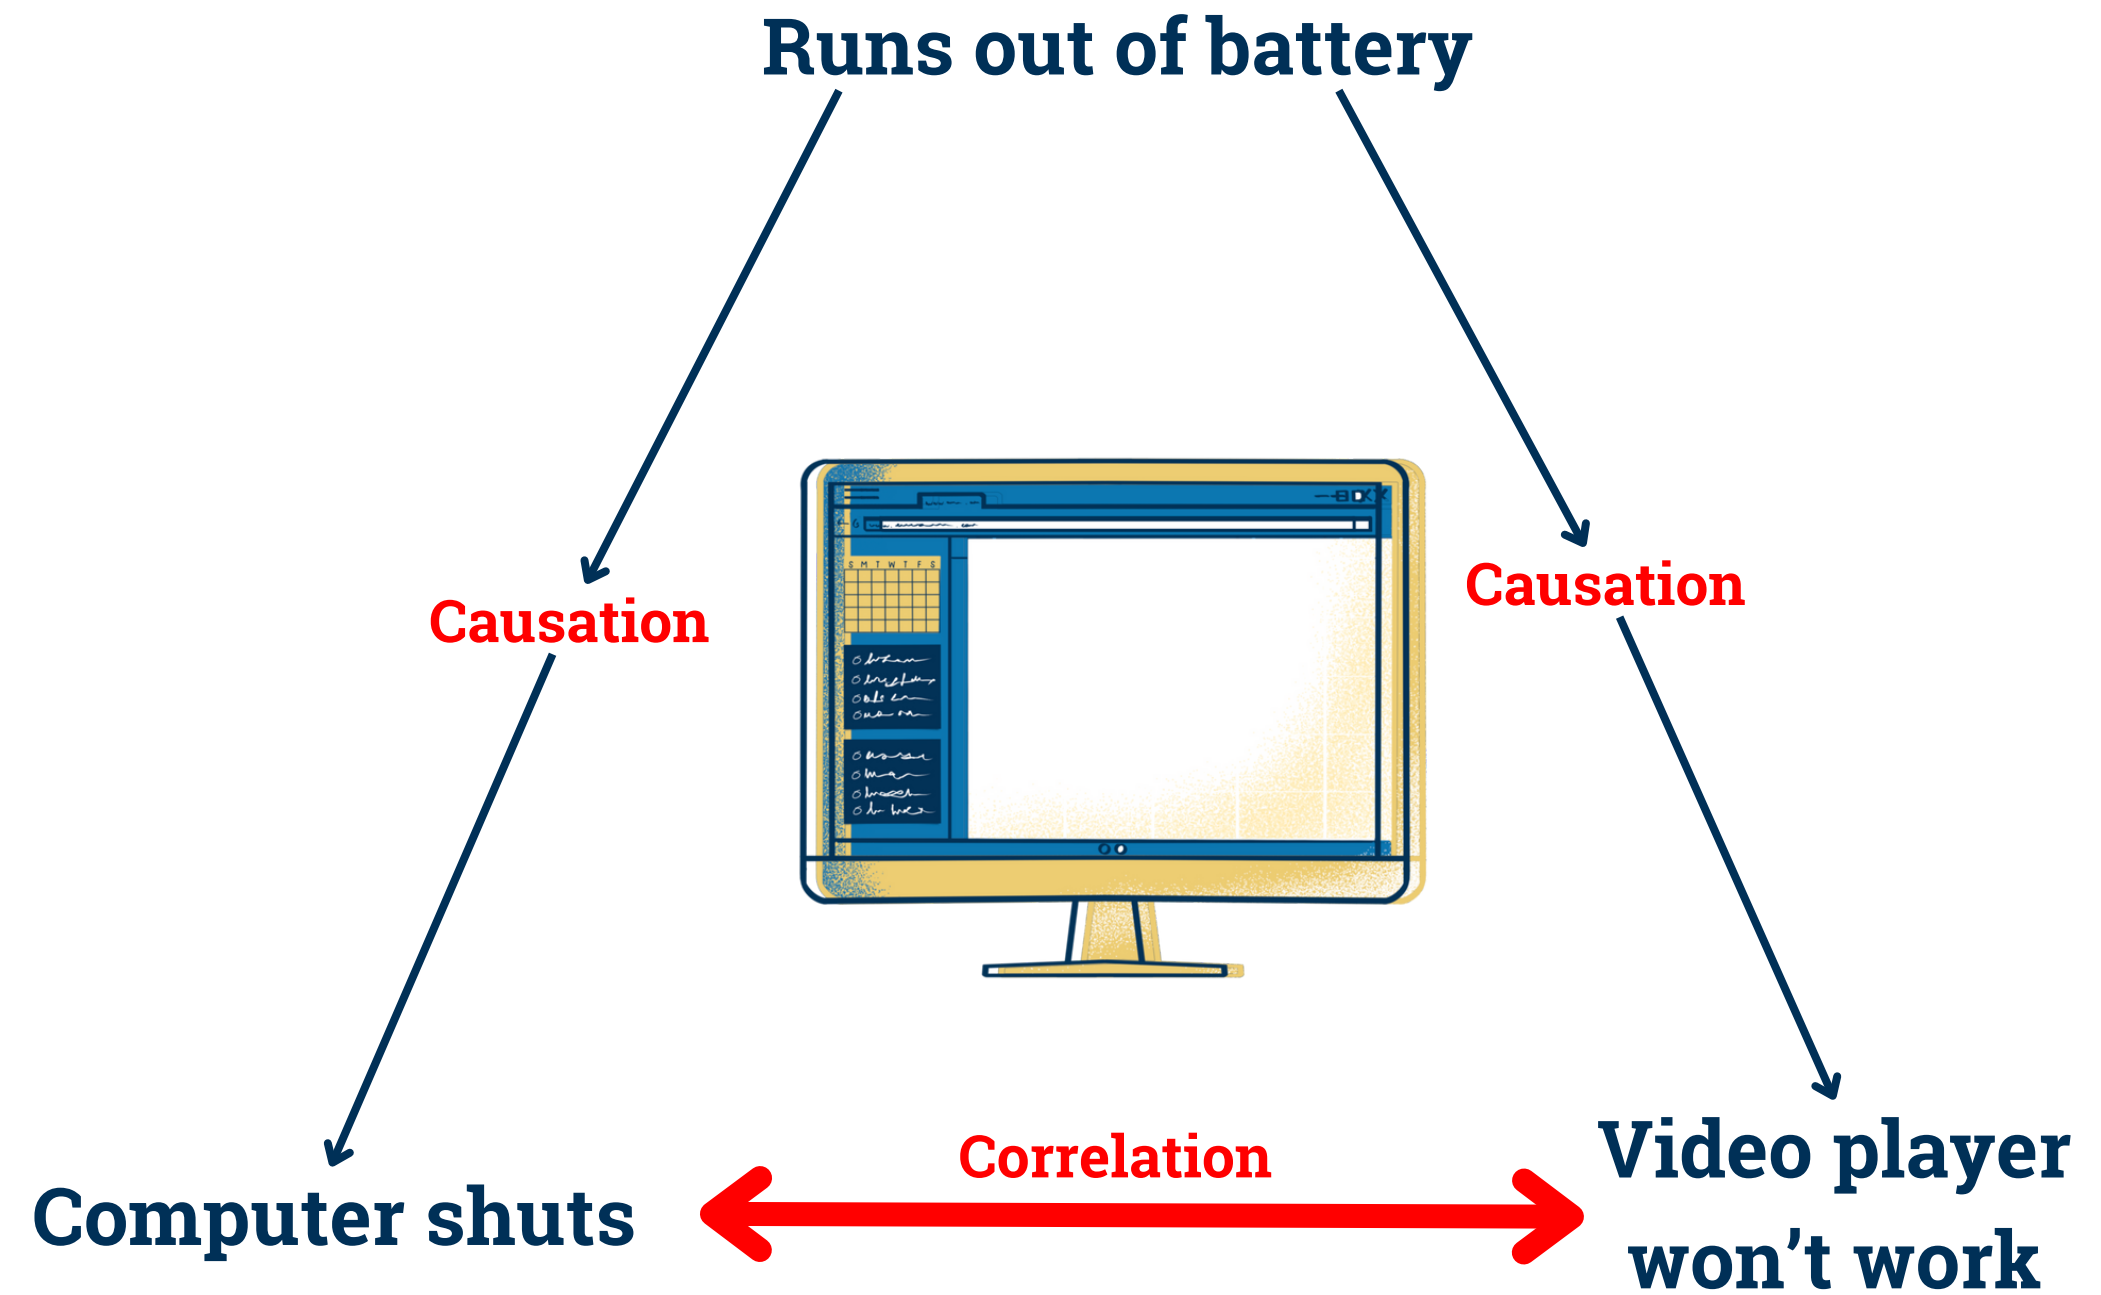 Runs out of battery
S M T W T F S
Causation
Causation
Correlation
Computer shuts
Video player
won’t work